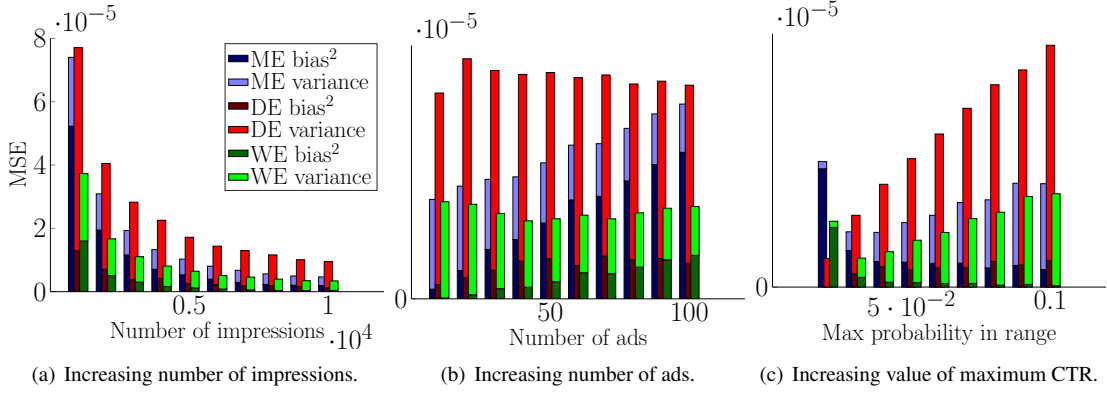 ·10⁻⁵
8
6
4
2
0
MSE
ME bias²
ME variance
DE bias²
DE variance
WE bias²
WE variance
0.5
1
Number of impressions
·10⁴
(a) Increasing number of impressions.
·10⁻⁵
0
50
100
Number of ads
(b) Increasing number of ads.
·10⁻⁵
0
5 · 10⁻²
0.1
Max probability in range
(c) Increasing value of maximum CTR.